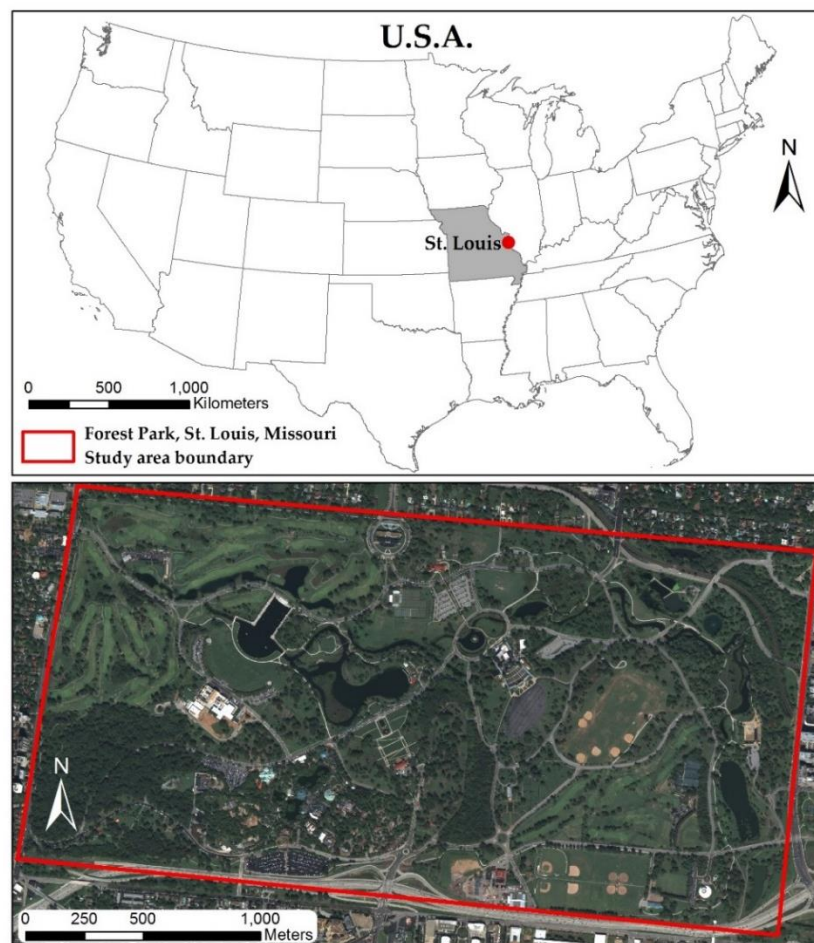 U.S.A.
N
St. Louis
0 500 1,000
Kilometers
Forest Park, St. Louis, Missouri
Study area boundary
N
0 250 500 1,000
Meters